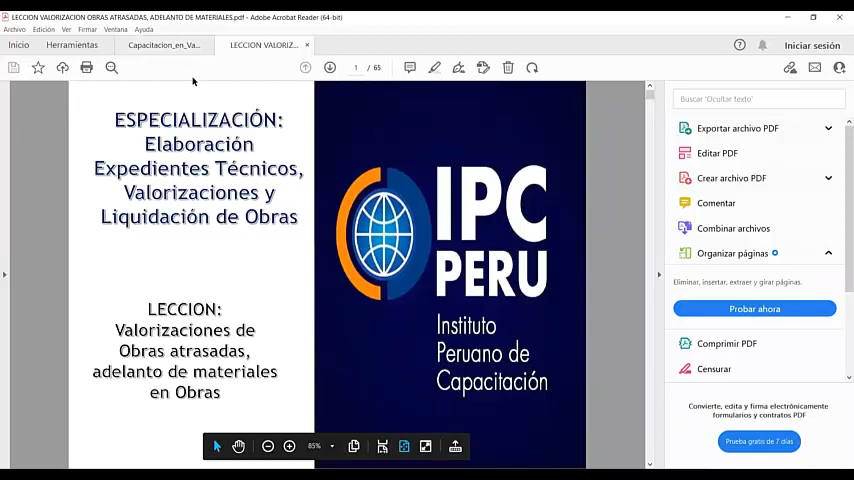 LECCION VALORIZACION OBRAS ATRASADAS, ADELANTO DE MATERIALES.pdf - Adobe Acrobat Reader (64-bit)
Archivo Edición Ver Firmar Ventana Ayuda
Inicio Herramientas Capacitacion_en_Va... LECCION VALORIZ... × Iniciar sesión
1 / 65
ESPECIALIZACIÓN:
Elaboración
Expedientes Técnicos,
Valorizaciones y
Liquidación de Obras
LECCION:
Valorizaciones de
Obras atrasadas,
adelanto de materiales
en Obras
IPC
PERU
Instituto
Peruano de
Capacitación
85%
Buscar 'Ocultar texto'
Exportar archivo PDF
Editar PDF
Crear archivo PDF
Comentar
Combinar archivos
Organizar páginas
Eliminar, insertar, extraer y girar páginas.
Probar ahora
Comprimir PDF
Censurar
Convierte, edita y firma electrónicamente
formularios y contratos PDF
Prueba gratis de 7 días